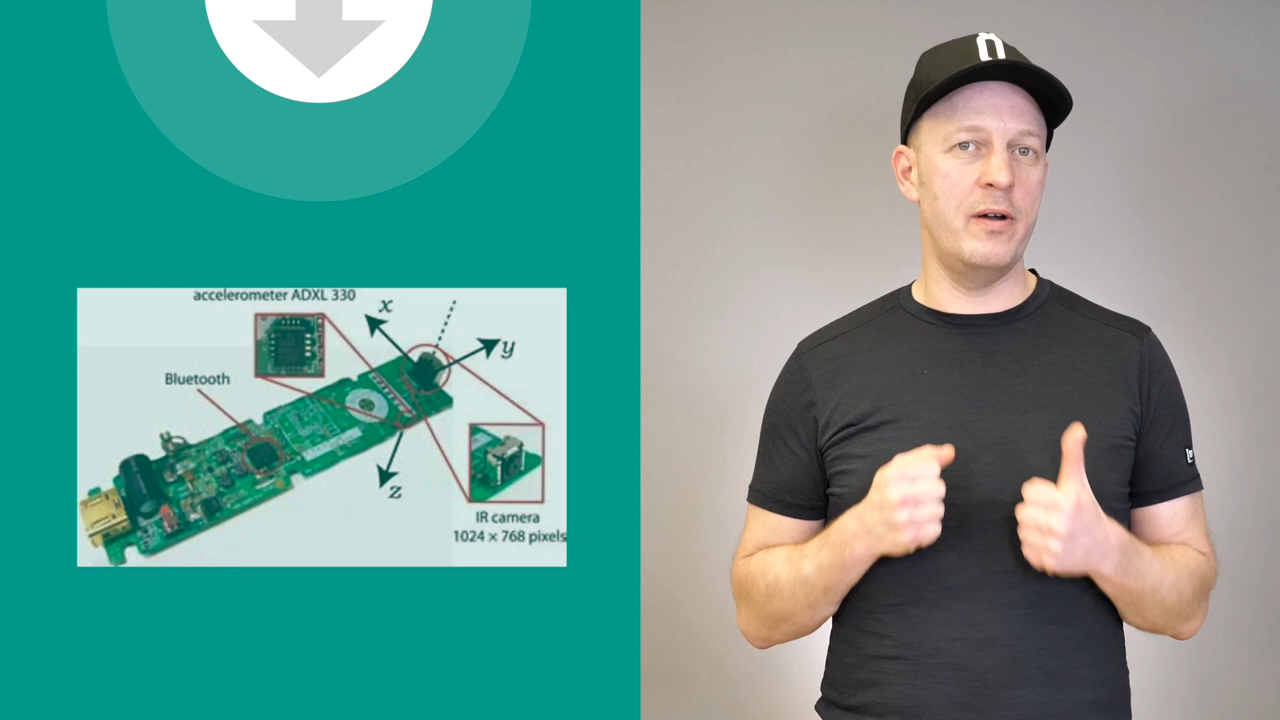 accelerometer ADXL 330
x
y
Bluetooth
z
IR camera
1024 × 768 pixels